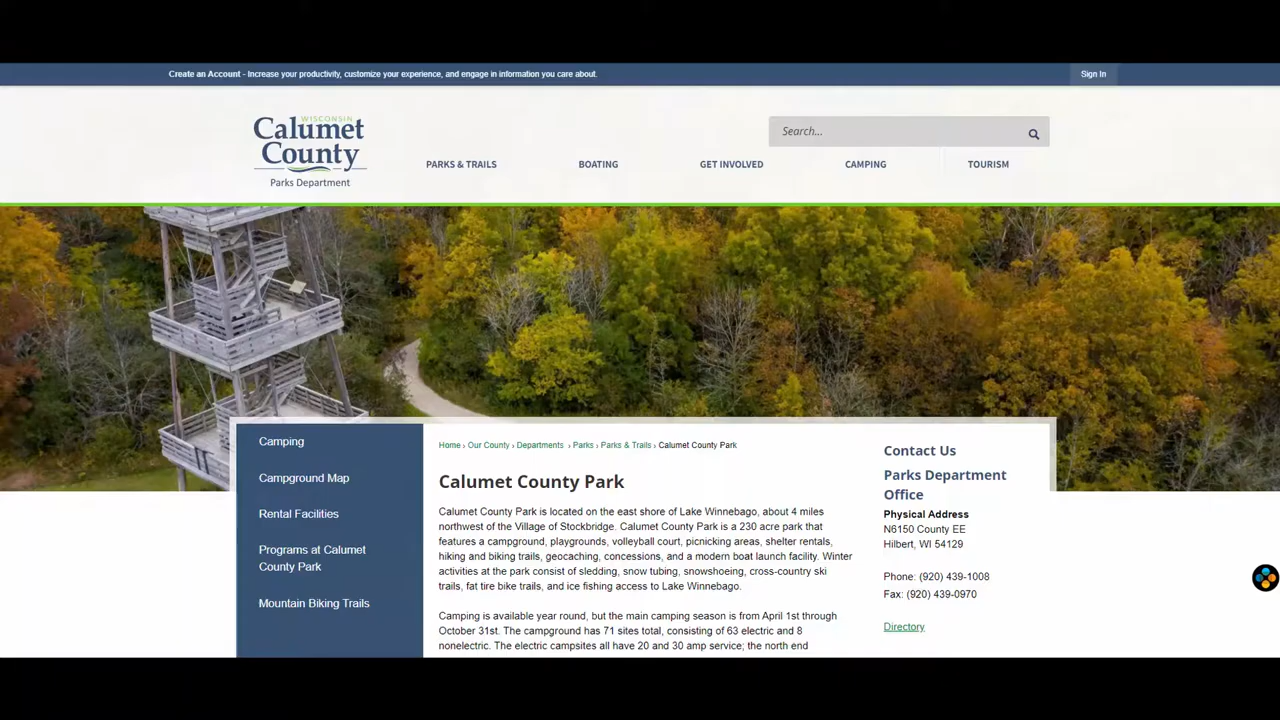 Create an Account - Increase your productivity, customize your experience, and engage in information you care about.
Sign In
WISCONSIN
Calumet
County
Parks Department
Search...
PARKS & TRAILS
BOATING
GET INVOLVED
CAMPING
TOURISM
Camping
Campground Map
Rental Facilities
Programs at Calumet
County Park
Mountain Biking Trails
Home › Our County › Departments › Parks › Parks & Trails › Calumet County Park
Calumet County Park
Calumet County Park is located on the east shore of Lake Winnebago, about 4 miles
northwest of the Village of Stockbridge. Calumet County Park is a 230 acre park that
features a campground, playgrounds, volleyball court, picnicking areas, shelter rentals,
hiking and biking trails, geocaching, concessions, and a modern boat launch facility. Winter
activities at the park consist of sledding, snow tubing, snowshoeing, cross-country ski
trails, fat tire bike trails, and ice fishing access to Lake Winnebago.
Camping is available year round, but the main camping season is from April 1st through
October 31st. The campground has 71 sites total, consisting of 63 electric and 8
nonelectric. The electric campsites all have 20 and 30 amp service; the north end
Contact Us
Parks Department
Office
Physical Address
N6150 County EE
Hilbert, WI 54129
Phone: (920) 439-1008
Fax: (920) 439-0970
Directory